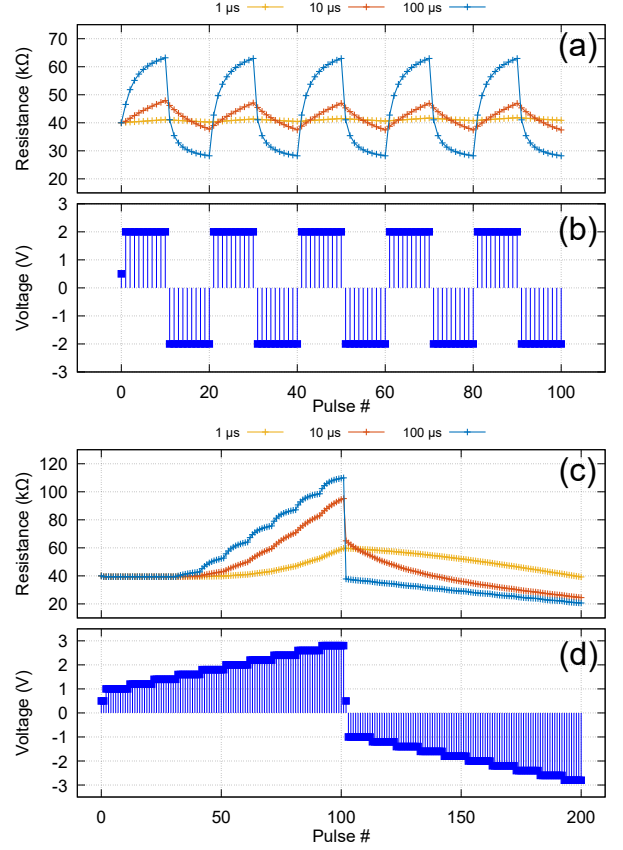 1 µs 10 µs 100 µs
(a)
Resistance (kΩ)
70
60
50
40
30
20
(b)
Voltage (V)
3
2
1
0
-1
-2
-3
0 20 40 60 80 100
Pulse #
1 µs 10 µs 100 µs
(c)
Resistance (kΩ)
120
100
80
60
40
20
(d)
Voltage (V)
3
2
1
0
-1
-2
-3
0 50 100 150 200
Pulse #